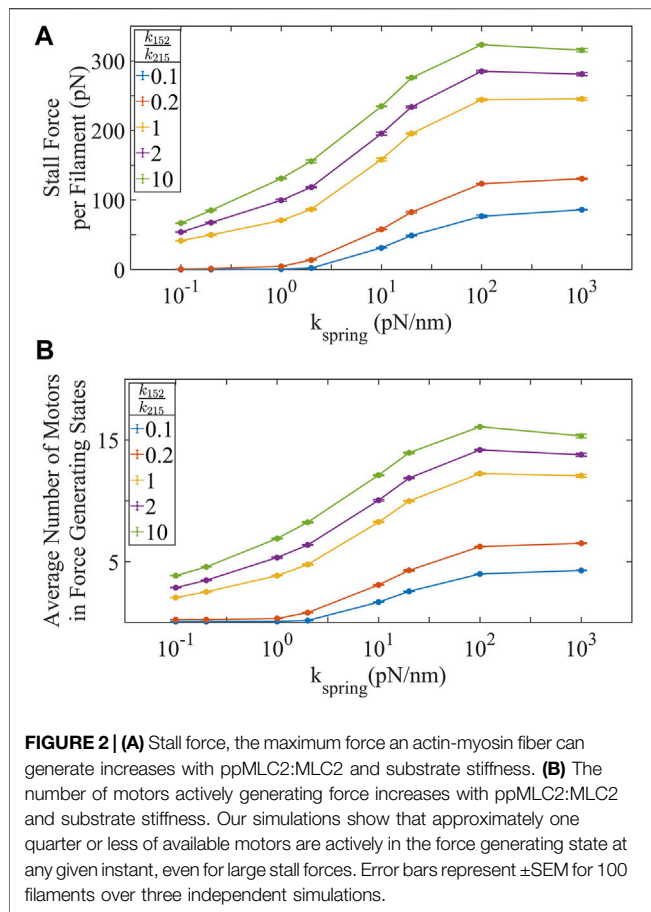 A
k152
k215
0.1
0.2
1
2
10
300
200
100
0
Stall Force
per Filament (pN)
10^-1 10^0 10^1 10^2 10^3
k_spring (pN/nm)
B
k152
k215
0.1
0.2
1
2
10
15
5
Average Number of Motors
in Force Generating States
10^-1 10^0 10^1 10^2 10^3
k_spring(pN/nm)
FIGURE 2 | (A) Stall force, the maximum force an actin-myosin fiber can
generate increases with ppMLC2:MLC2 and substrate stiffness. (B) The
number of motors actively generating force increases with ppMLC2:MLC2
and substrate stiffness. Our simulations show that approximately one
quarter or less of available motors are actively in the force generating state at
any given instant, even for large stall forces. Error bars represent ±SEM for 100
filaments over three independent simulations.